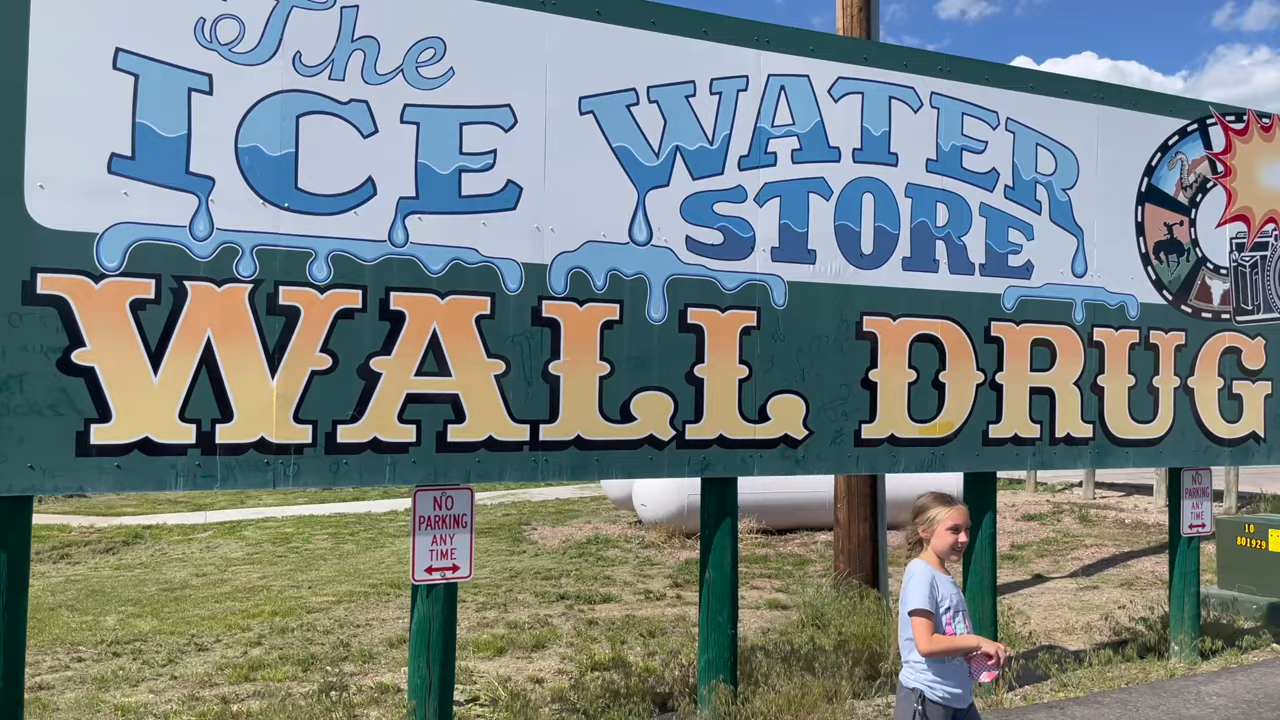 The
ICE WATER
STORE
WALL DRUG
NO
PARKING
ANY
TIME
NO
PARKING
ANY
TIME
10
801929